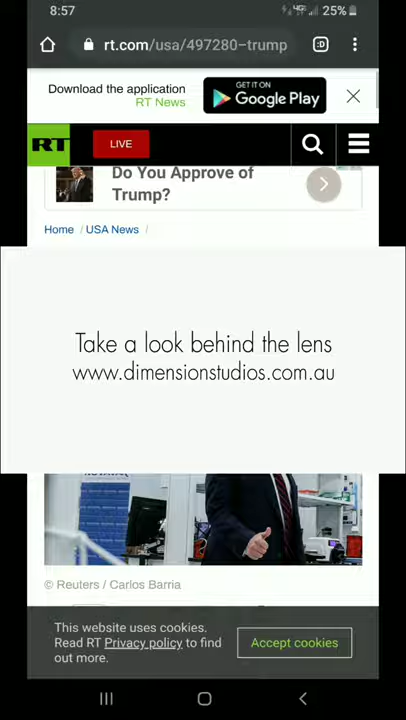 8:57
4G
25%
rt.com/usa/497280-trump
:D
Download the application
RT News
GET IT ON
Google Play
RT
LIVE
Do You Approve of
Trump?
Home / USA News /
Take a look behind the lens
www.dimensionstudios.com.au
© Reuters / Carlos Barria
This website uses cookies.
Read RT Privacy policy to find
out more.
Accept cookies